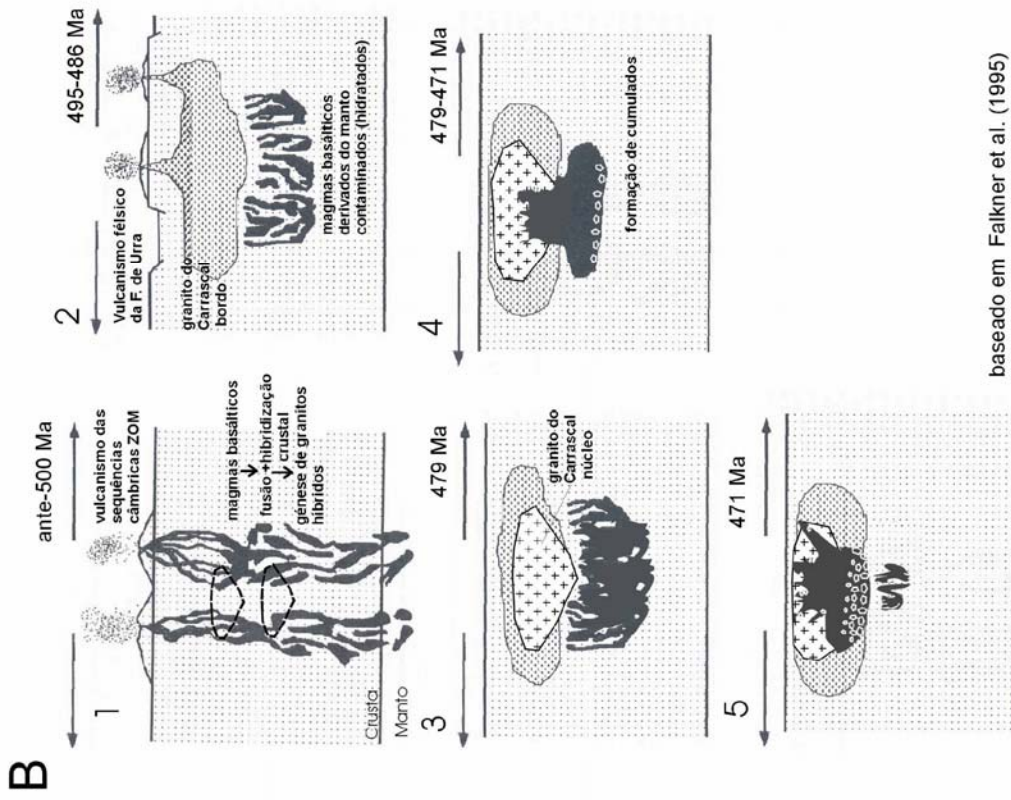 B
1
ante-500 Ma
vulcanismo das
sequências
câmbricas ZOM
magmas basálticos
fusão +hibridização
crustal
génese de granitos
híbridos
Crusta
Manto
2
495-486 Ma
Vulcanismo félsico
da F. de Urra
granito do
Carrascal
bordo
magmas basálticos
derivados do manto
contaminados (hidratados)
3
479 Ma
granito do
Carrascal
núcleo
4
479-471 Ma
formação de cumulados
5
471 Ma
baseado em Falkner et al. (1995)